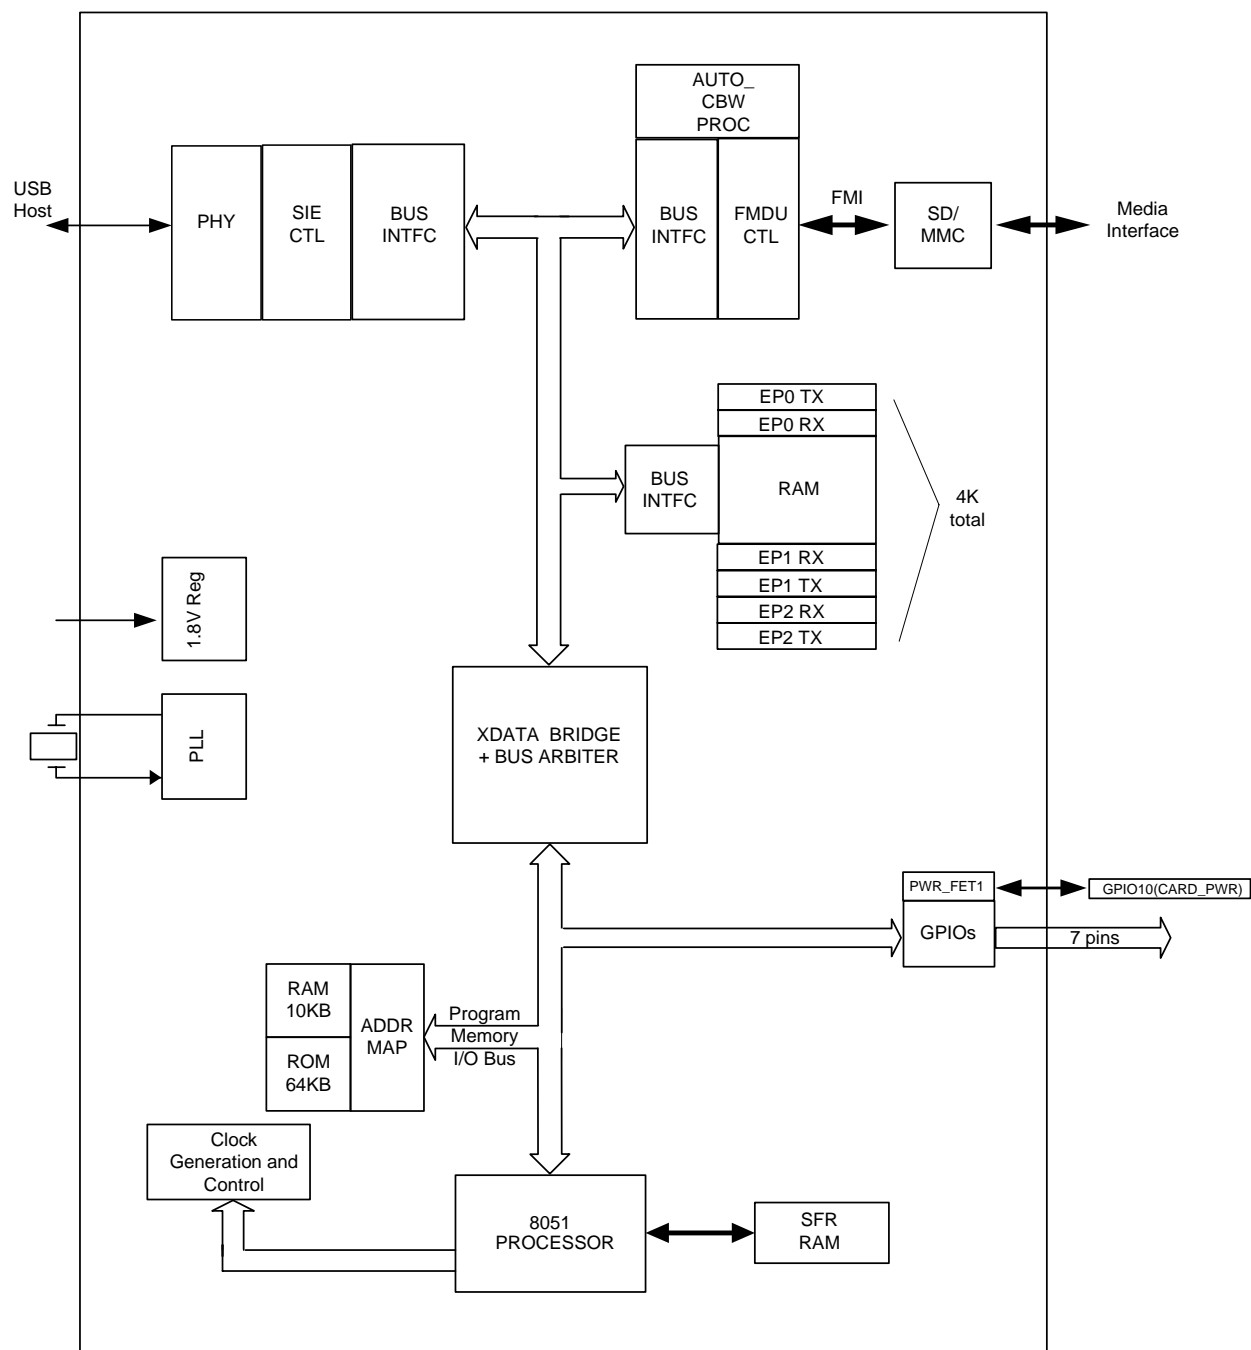 AUTO_
CBW
PROC
USB
Host
PHY
SIE
CTL
BUS
INTFC
BUS
INTFC
FMDU
CTL
FMI
SD/
MMC
Media
Interface
EP0 TX
EP0 RX
BUS
INTFC
RAM
4K
total
EP1 RX
EP1 TX
EP2 RX
EP2 TX
1.8V Reg
PLL
XDATA BRIDGE
+ BUS ARBITER
PWR_FET1
GPIO10(CARD_PWR)
GPIOs
7 pins
RAM
10KB
ROM
64KB
ADDR
MAP
Program
Memory
I/O Bus
Clock
Generation and
Control
8051
PROCESSOR
SFR
RAM